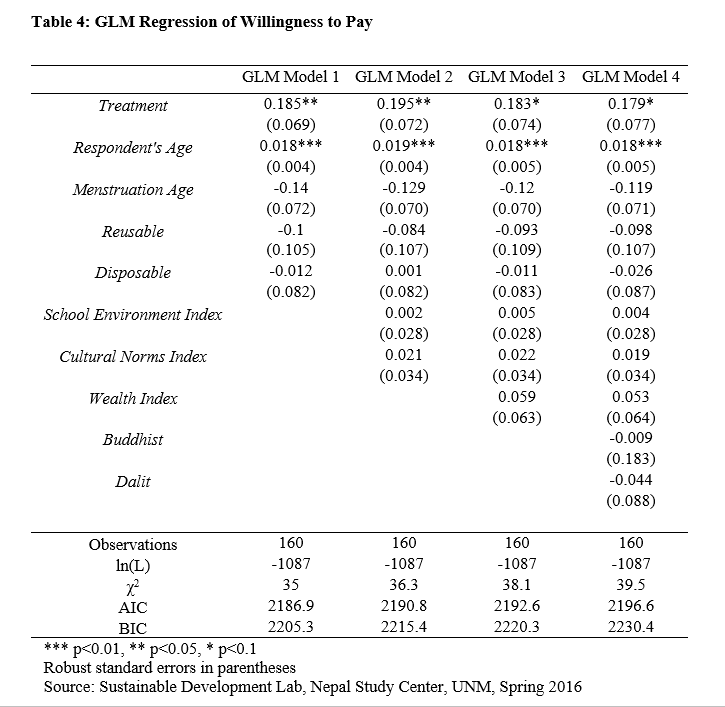 Table 4: GLM Regression of Willingness to Pay
GLM Model 1 GLM Model 2 GLM Model 3 GLM Model 4
Treatment 0.185** 0.195** 0.183* 0.179*
(0.069) (0.072) (0.074) (0.077)
Respondent's Age 0.018*** 0.019*** 0.018*** 0.018***
(0.004) (0.004) (0.005) (0.005)
Menstruation Age -0.14 -0.129 -0.12 -0.119
(0.072) (0.070) (0.070) (0.071)
Reusable -0.1 -0.084 -0.093 -0.098
(0.105) (0.107) (0.109) (0.107)
Disposable -0.012 0.001 -0.011 -0.026
(0.082) (0.082) (0.083) (0.087)
School Environment Index 0.002 0.005 0.004
(0.028) (0.028) (0.028)
Cultural Norms Index 0.021 0.022 0.019
(0.034) (0.034) (0.034)
Wealth Index 0.059 0.053
(0.063) (0.064)
Buddhist -0.009
(0.183)
Dalit -0.044
(0.088)
Observations 160 160 160 160
ln(L) -1087 -1087 -1087 -1087
χ² 35 36.3 38.1 39.5
AIC 2186.9 2190.8 2192.6 2196.6
BIC 2205.3 2215.4 2220.3 2230.4
*** p<0.01, ** p<0.05, * p<0.1
Robust standard errors in parentheses
Source: Sustainable Development Lab, Nepal Study Center, UNM, Spring 2016